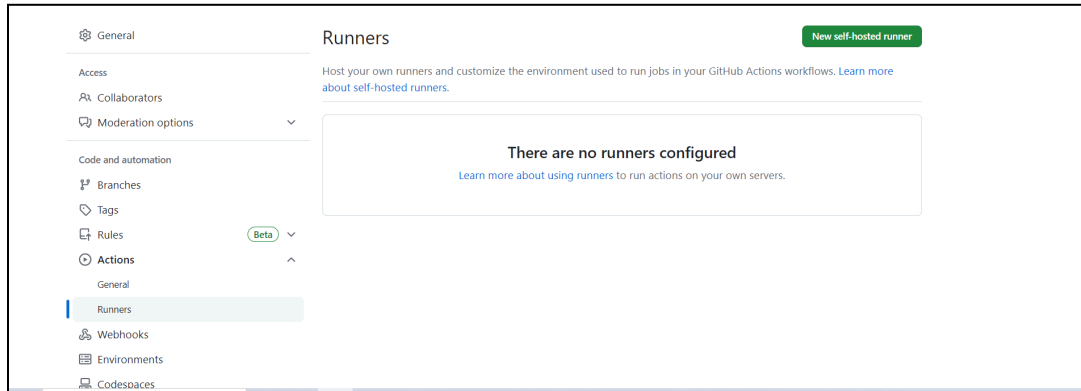 General
Access
Collaborators
Moderation options
Code and automation
Branches
Tags
Rules Beta
Actions
General
Runners
Webhooks
Environments
Codespaces
Runners
New self-hosted runner
Host your own runners and customize the environment used to run jobs in your GitHub Actions workflows. Learn more
about self-hosted runners.
There are no runners configured
Learn more about using runners to run actions on your own servers.